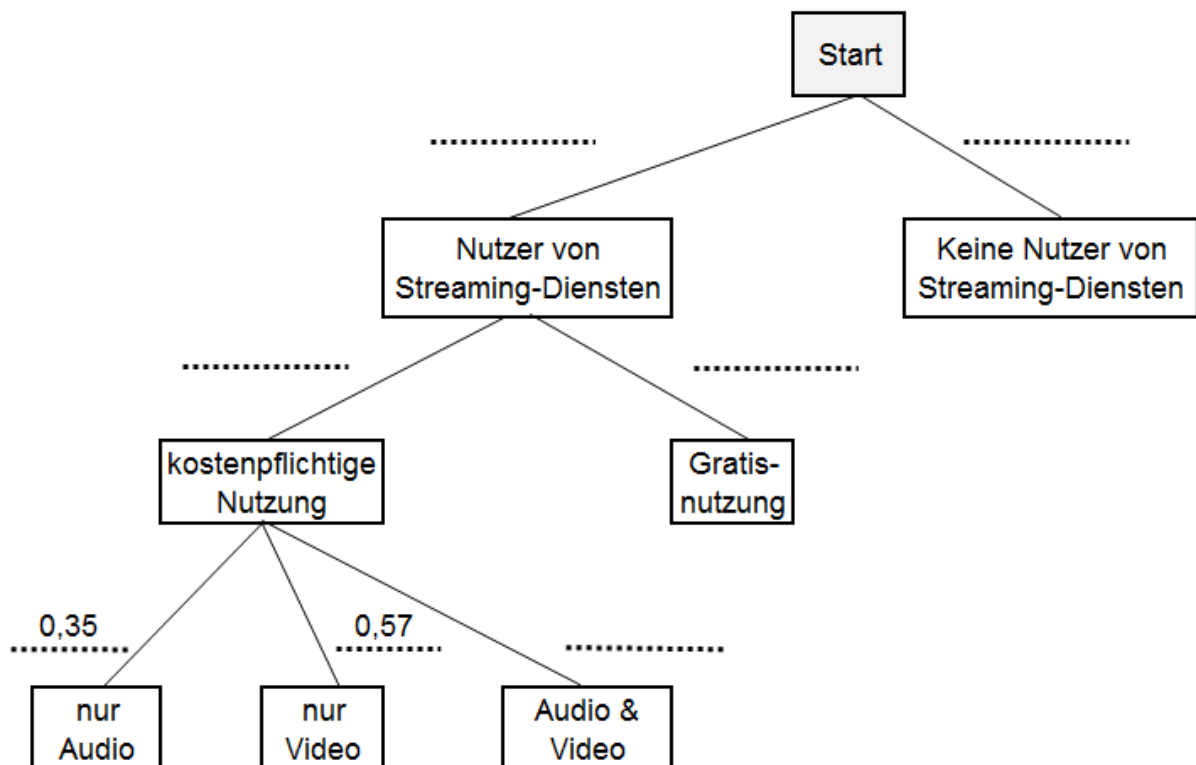 Start
Nutzer von
Streaming-Diensten
Keine Nutzer von
Streaming-Diensten
kostenpflichtige
Nutzung
Gratis-
nutzung
0,35
0,57
nur
Audio
nur
Video
Audio &
Video